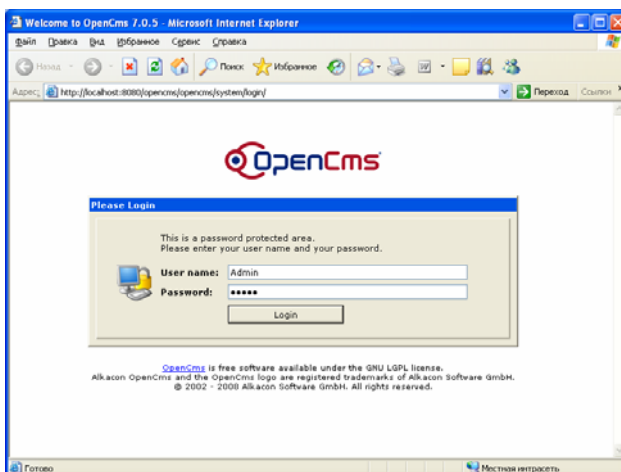 Welcome to OpenCms 7.0.5 - Microsoft Internet Explorer
Файл Правка Вид Избранное Сервис Справка
Назад Поиск Избранное
Адрес: http://localhost:8080/opencms/opencms/system/login/ Переход Ссылки »
OpenCms
Please Login
This is a password protected area.
Please enter your user name and your password.
User name: Admin
Password: •••••
Login
OpenCms is free software available under the GNU LGPL license.
Alkacon OpenCms and the OpenCms logo are registered trademarks of Alkacon Software GmbH.
© 2002 - 2008 Alkacon Software GmbH. All rights reserved.
Готово Местная интрасеть